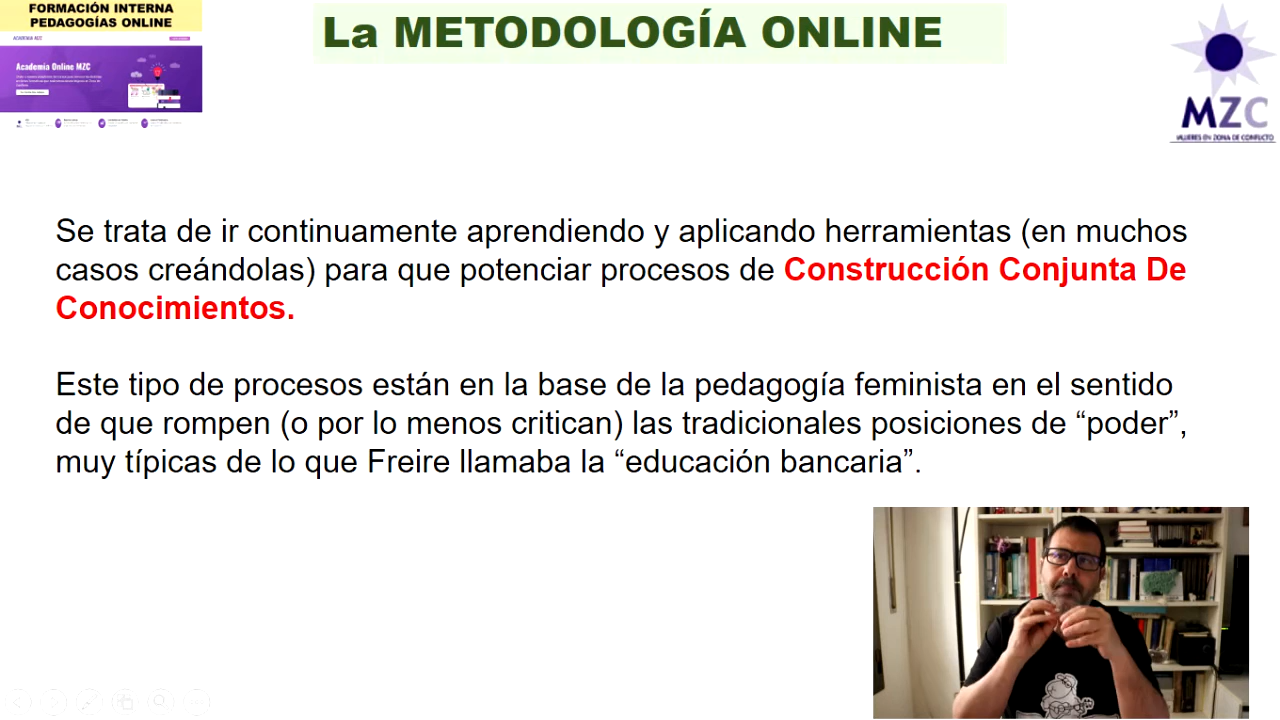 FORMACIÓN INTERNA
PEDAGOGÍAS ONLINE
La METODOLOGÍA ONLINE
ACADEMIA MZC
Academia Online MZC
MZC
MUJERES EN ZONA DE CONFLICTO
Se trata de ir continuamente aprendiendo y aplicando herramientas (en muchos
casos creándolas) para que potenciar procesos de Construcción Conjunta De
Conocimientos.
Este tipo de procesos están en la base de la pedagogía feminista en el sentido
de que rompen (o por lo menos critican) las tradicionales posiciones de “poder”,
muy típicas de lo que Freire llamaba la “educación bancaria”.